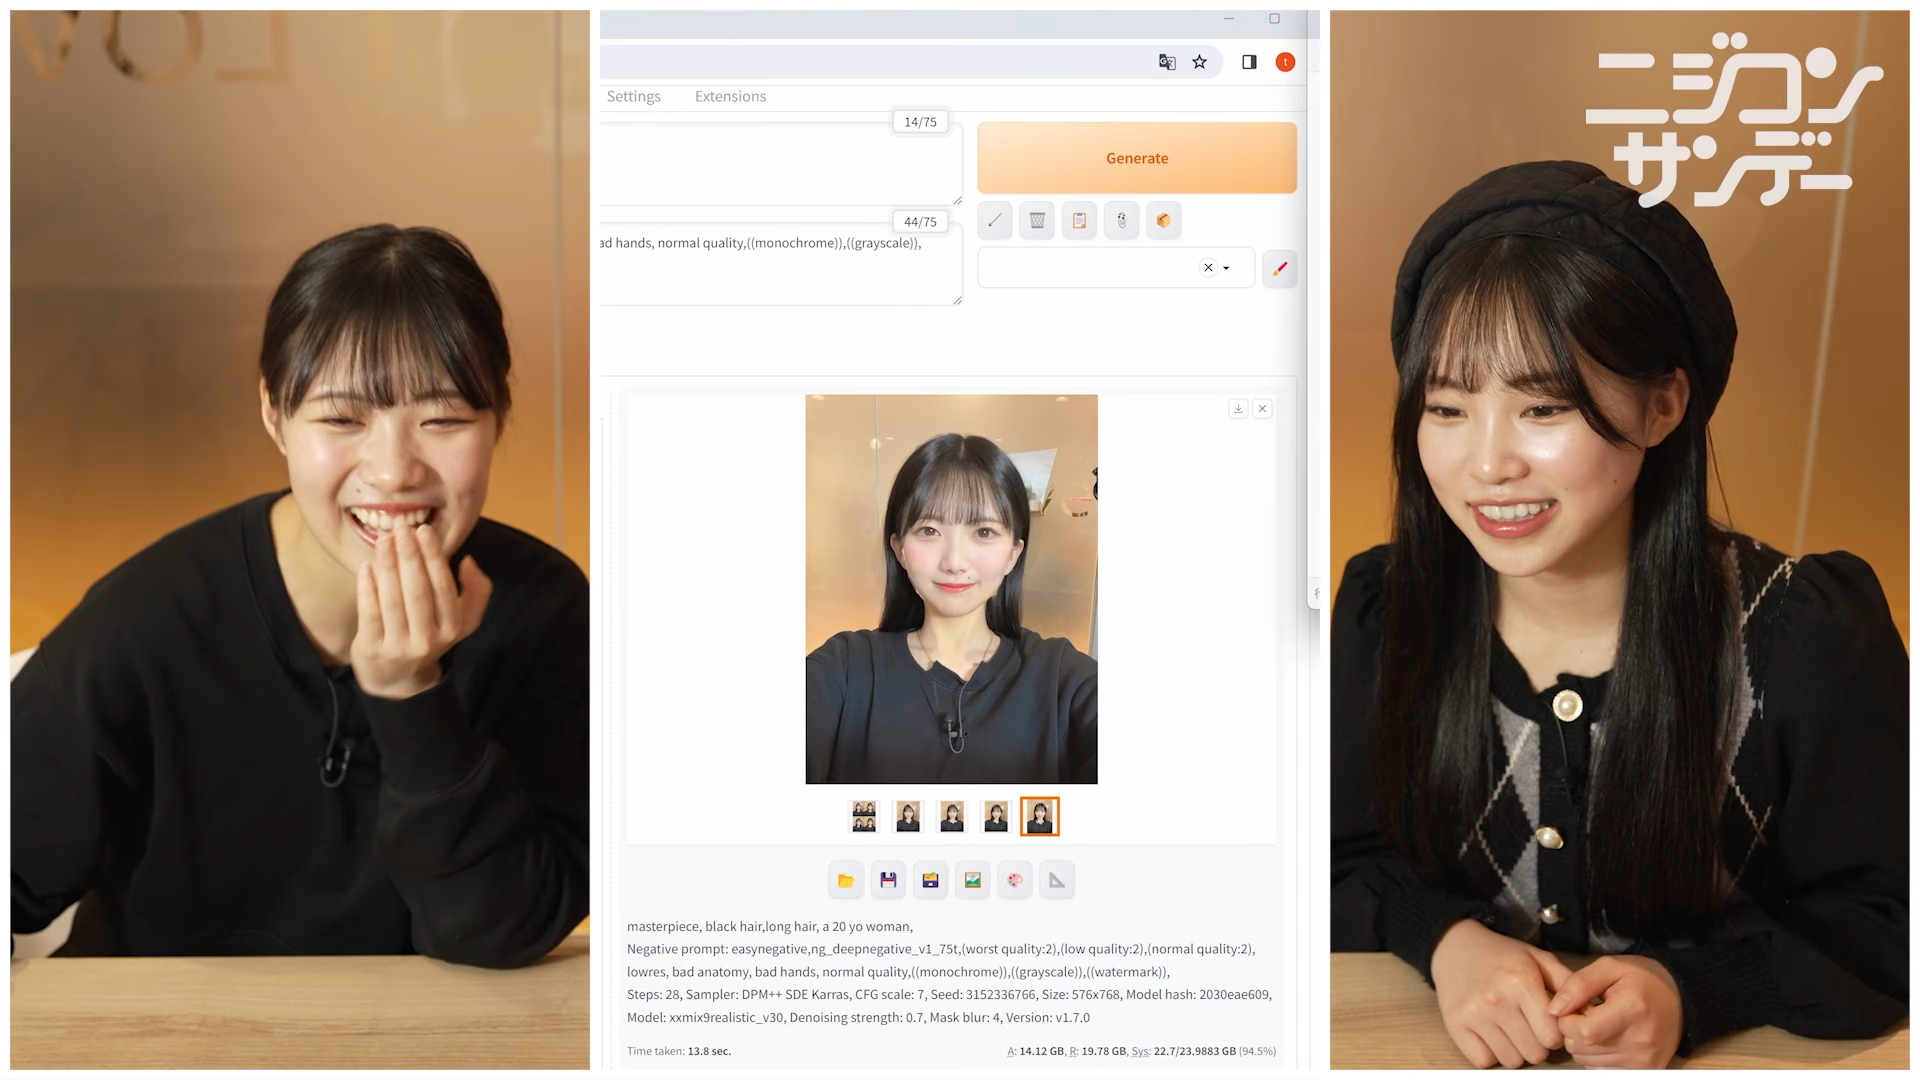 LOV
Settings
Extensions
14/75
Generate
44/75
ad hands, normal quality,((monochrome)),((grayscale)),
masterpiece, black hair,long hair, a 20 yo woman,
Negative prompt: easynegative,ng_deepnegative_v1_75t,(worst quality:2),(low quality:2),(normal quality:2),
lowres, bad anatomy, bad hands, normal quality,((monochrome)),((grayscale)),((watermark)),
Steps: 28, Sampler: DPM++ SDE Karras, CFG scale: 7, Seed: 3152336766, Size: 576x768, Model hash: 2030eae609,
Model: xxmix9realistic_v30, Denoising strength: 0.7, Mask blur: 4, Version: v1.7.0
Time taken: 13.8 sec.
A: 14.12 GB, R: 19.78 GB, Sys: 22.7/23.9883 GB (94.5%)
t
ニジコン
サンデー